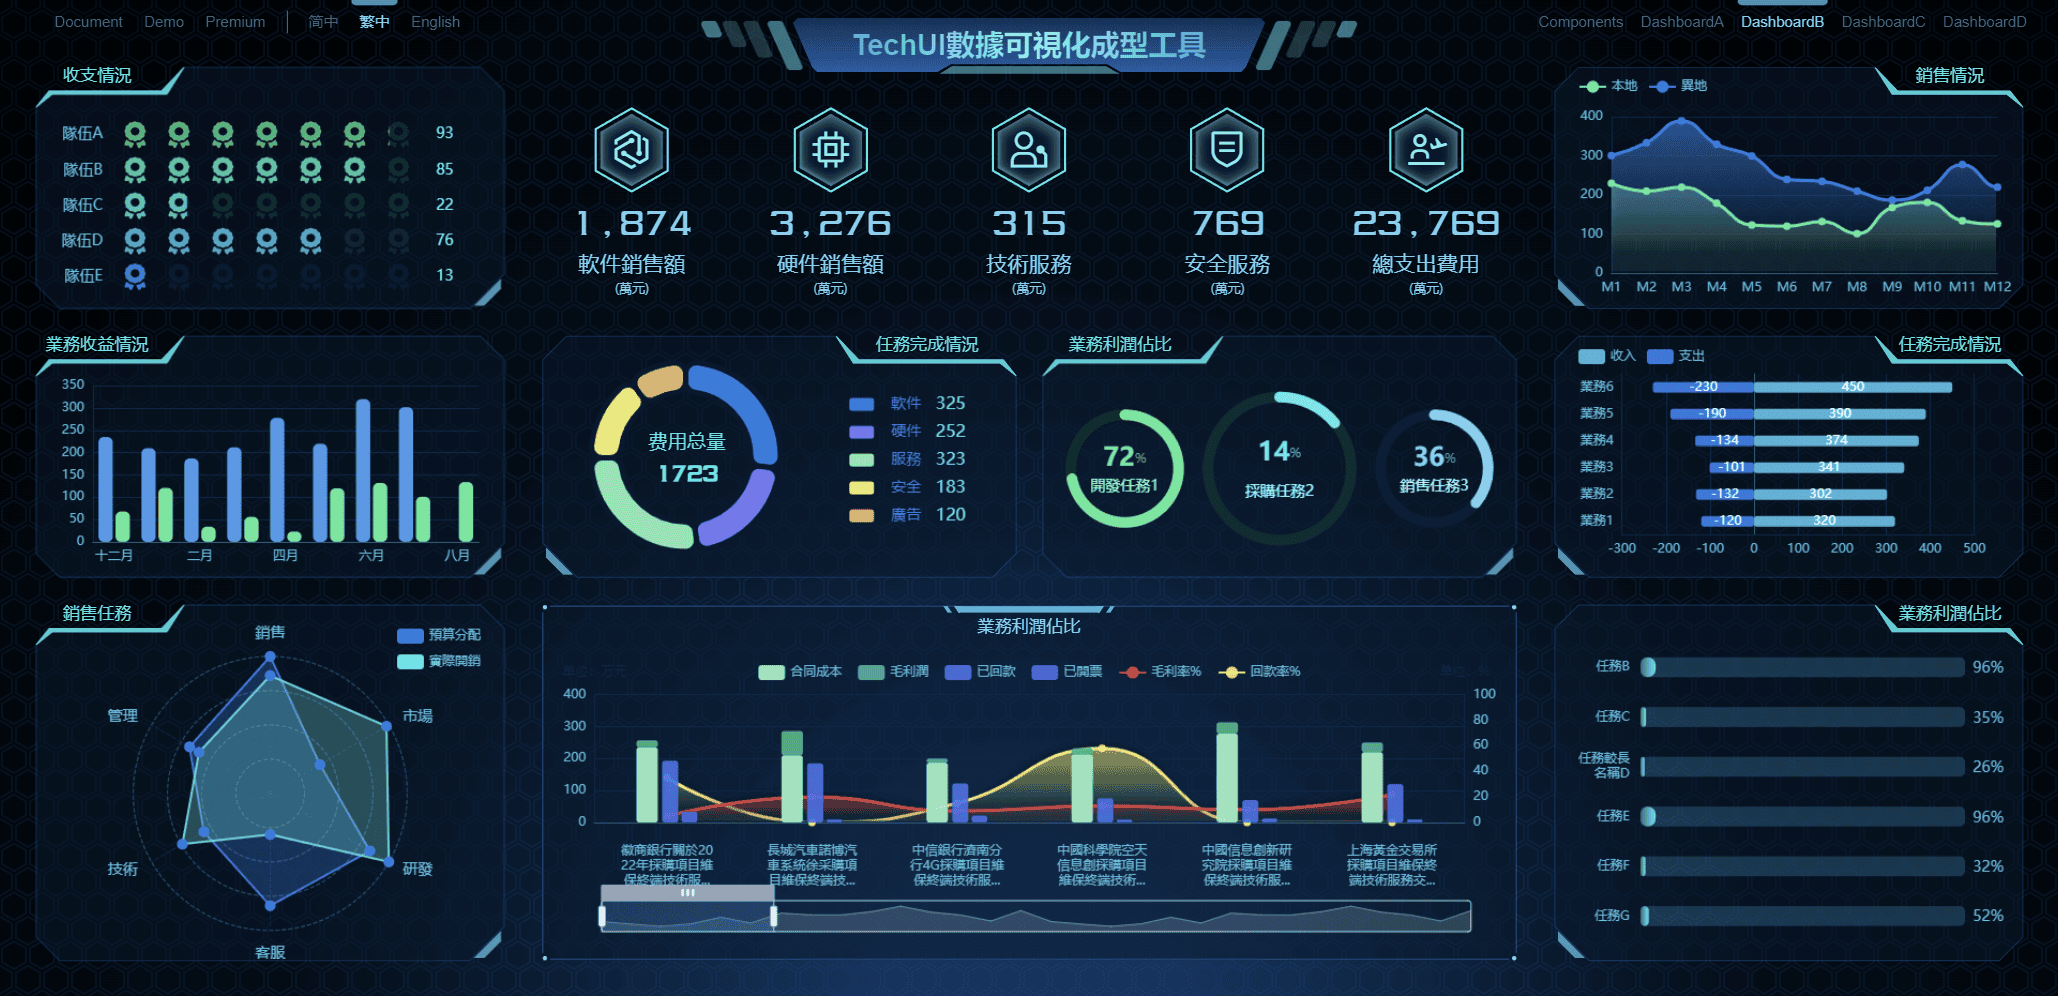 Document Demo Premium 简中 繁中 English
TechUI數據可視化成型工具
Components DashboardA DashboardB DashboardC DashboardD
收支情況
隊伍A 93
隊伍B 85
隊伍C 22
隊伍D 76
隊伍E 13
1,874
軟件銷售額
(萬元)
3,276
硬件銷售額
(萬元)
315
技術服務
(萬元)
769
安全服務
(萬元)
23,769
總支出費用
(萬元)
銷售情況
本地 異地
400
300
200
100
0
M1 M2 M3 M4 M5 M6 M7 M8 M9 M10 M11 M12
業務收益情況
350
300
250
200
150
100
50
0
十二月 二月 四月 六月 八月
任務完成情況
费用总量
1723
軟件 325
硬件 252
服務 323
安全 183
廣告 120
業務利潤佔比
72%
開發任務1
14%
採購任務2
36%
銷售任務3
任務完成情況
收入 支出
業務6 -230 450
業務5 -190 390
業務4 -134 374
業務3 -101 341
業務2 -132 302
業務1 -120 320
-300 -200 -100 0 100 200 300 400 500
銷售任務
預算分配
實際開銷
銷售
管理
市場
技術
研發
客服
業務利潤佔比
合同成本 毛利潤 已回款 已開票 毛利率% 回款率%
400
300
200
100
0
100
80
60
40
20
0
徽商銀行關於20
22年採購項目維
保終端技術服...
長城汽車諾博汽
車系統徐采購項
目維保終端技...
中信銀行濟南分
行4G採購項目維
保終端技術服...
中國科學院空天
信息創採購項目
維保終端技術...
中國信息創新研
究院採購項目維
保終端技術服...
上海黃金交易所
採購項目維保終
端技術服務交...
業務利潤佔比
任務B 96%
任務C 35%
任務較長
名稱D 26%
任務E 96%
任務F 32%
任務G 52%